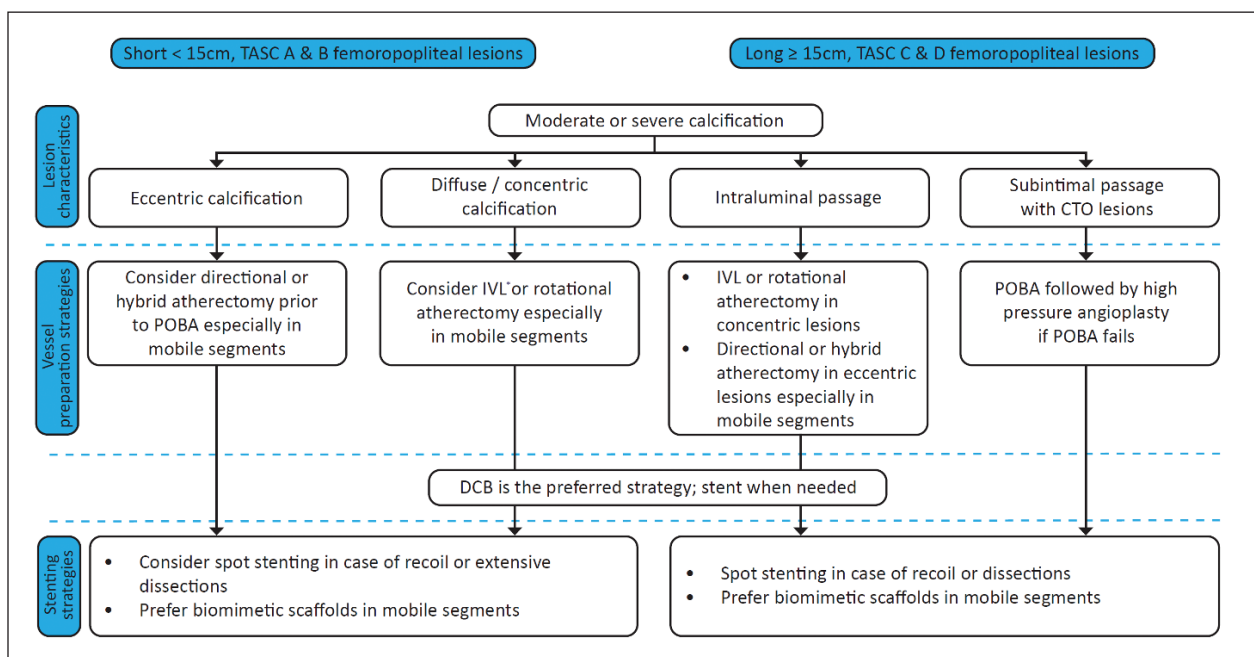 Short < 15cm, TASC A & B femoropopliteal lesions
Long ≥ 15cm, TASC C & D femoropopliteal lesions
Lesion
characteristics
Moderate or severe calcification
Eccentric calcification
Diffuse / concentric
calcification
Intraluminal passage
Subintimal passage
with CTO lesions
Vessel
preparation strategies
Consider directional or
hybrid atherectomy prior
to POBA especially in
mobile segments
Consider IVL* or rotational
atherectomy especially
in mobile segments
• IVL or rotational
atherectomy in
concentric lesions
• Directional or hybrid
atherectomy in eccentric
lesions especially in
mobile segments
POBA followed by high
pressure angioplasty
if POBA fails
DCB is the preferred strategy; stent when needed
Stenting
strategies
• Consider spot stenting in case of recoil or extensive
dissections
• Prefer biomimetic scaffolds in mobile segments
• Spot stenting in case of recoil or dissections
• Prefer biomimetic scaffolds in mobile segments